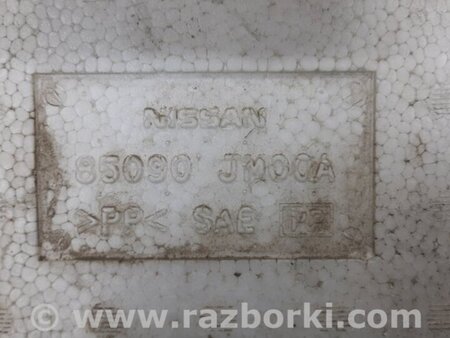 NISSAN
85090 JM00A
>PP< SAE
© www.razborki.com